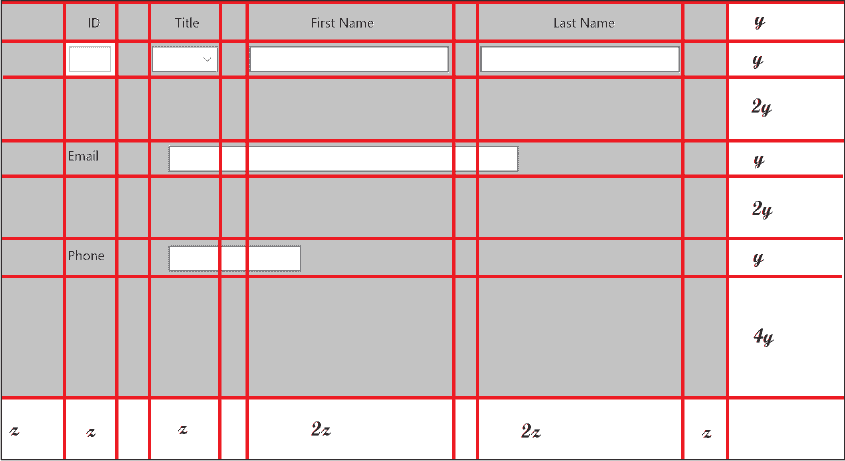 ID Title First Name Last Name y
y
2y
Email y
2y
Phone y
4y
z z z 2z 2z z